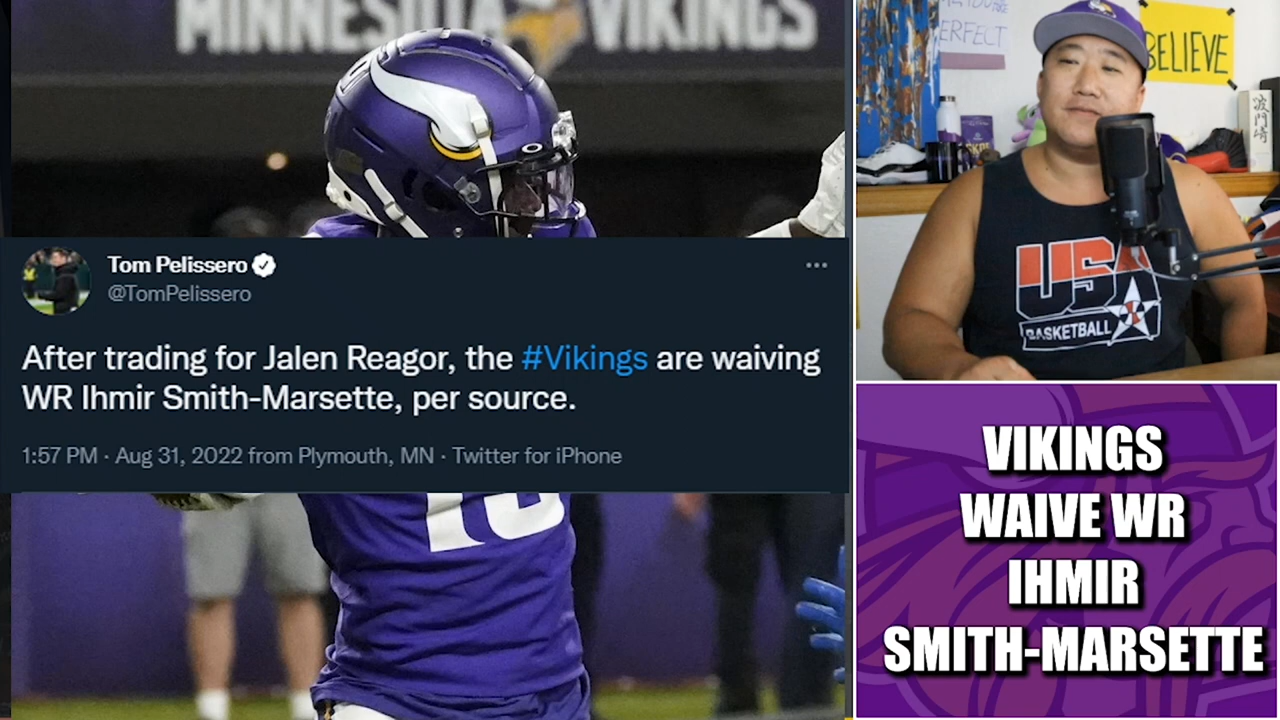 MINNESOTA VIKINGS
Tom Pelissero
@TomPelissero
After trading for Jalen Reagor, the #Vikings are waiving
WR Ihmir Smith-Marsette, per source.
1:57 PM · Aug 31, 2022 from Plymouth, MN · Twitter for iPhone
PERFECT
BELIEVE
USA
BASKETBALL
VIKINGS
WAIVE WR
IHMIR
SMITH-MARSETTE